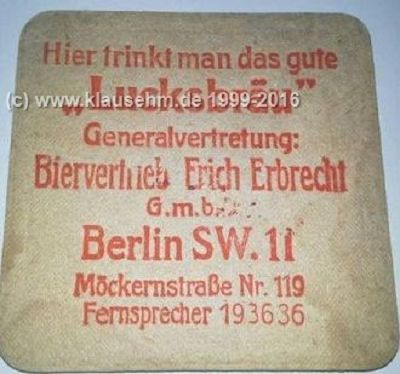 Hier trinkt man das gute
„Lucksbräu"
(c) www.klausehm.de 1999-2016
Generalvertretung:
Biervertrieb Erich Erbrecht
G.m.b.
Berlin SW. 11
Möckernstraße Nr. 119
Fernsprecher 193636